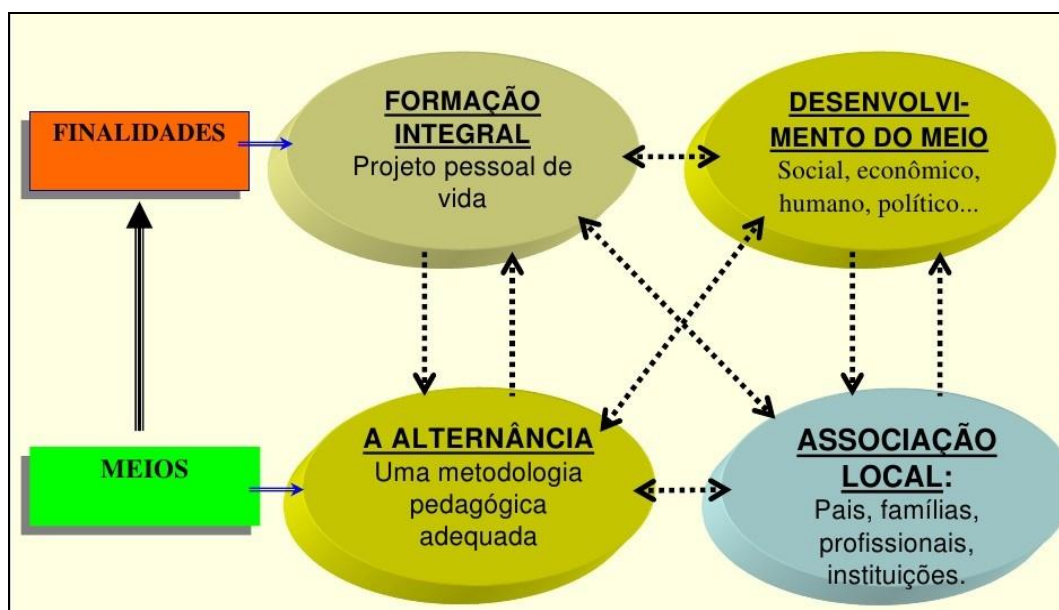 FINALIDADES
FORMAÇÃO
INTEGRAL
Projeto pessoal de
vida
DESENVOLVI-
MENTO DO MEIO
Social, econômico,
humano, político...
MEIOS
A ALTERNÂNCIA
Uma metodologia
pedagógica
adequada
ASSOCIAÇÃO
LOCAL:
Pais, famílias,
profissionais,
instituições.